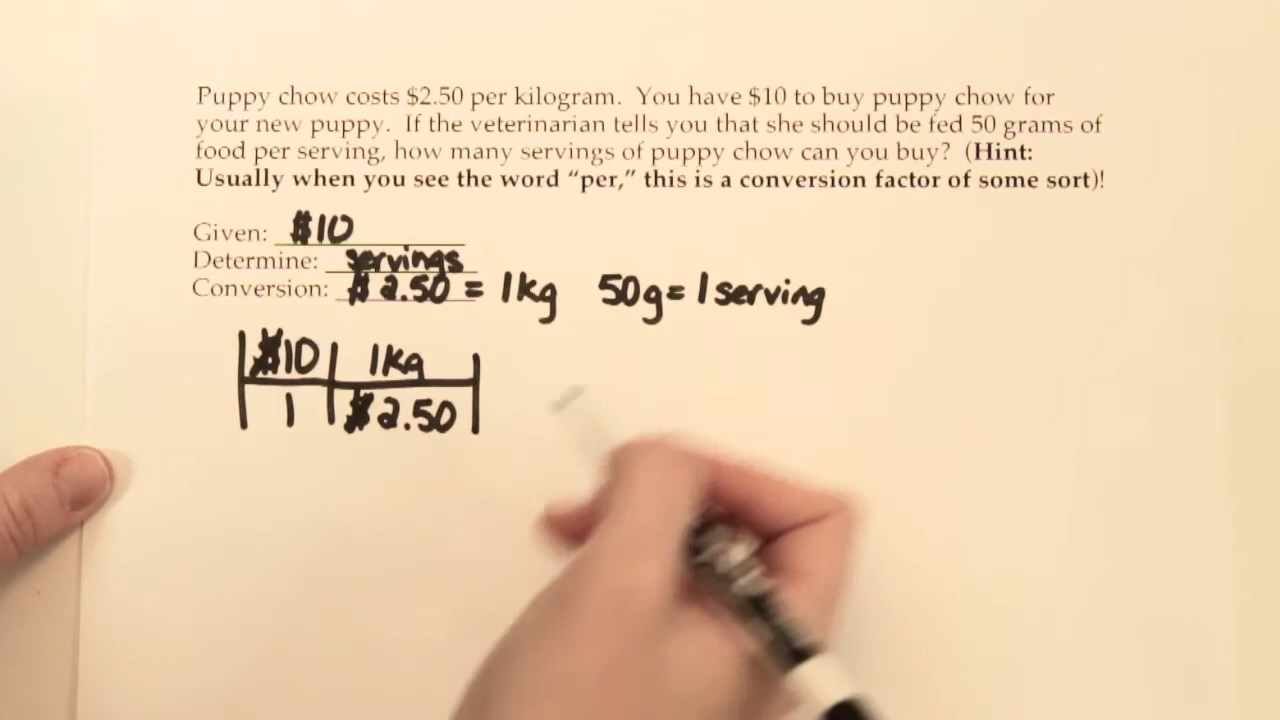 Puppy chow costs $2.50 per kilogram. You have $10 to buy puppy chow for
your new puppy. If the veterinarian tells you that she should be fed 50 grams of
food per serving, how many servings of puppy chow can you buy? (Hint:
Usually when you see the word “per,” this is a conversion factor of some sort)!
Given: $10
Determine: servings
Conversion: $2.50 = 1kg 50g = 1 serving
$10 1kg
1 $2.50